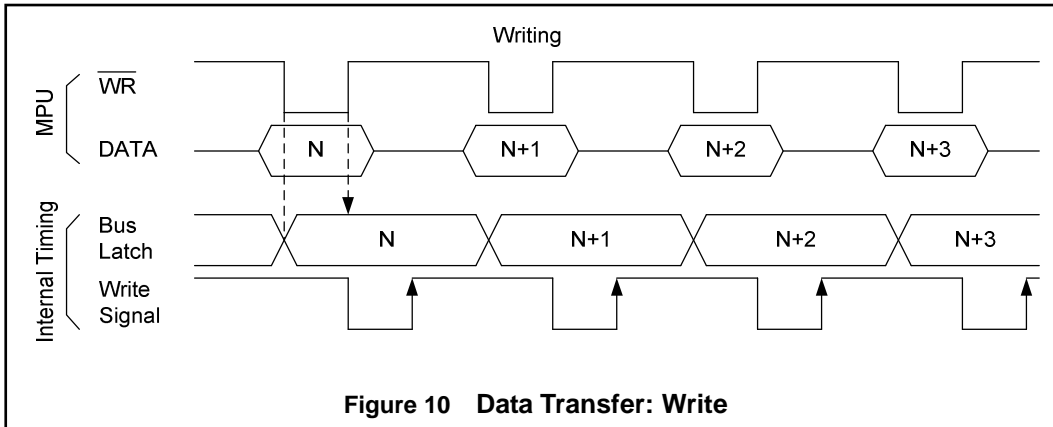 Writing
MPU
WR
DATA
N
N+1
N+2
N+3
Internal Timing
Bus
Latch
N
N+1
N+2
N+3
Write
Signal
Figure 10 Data Transfer: Write